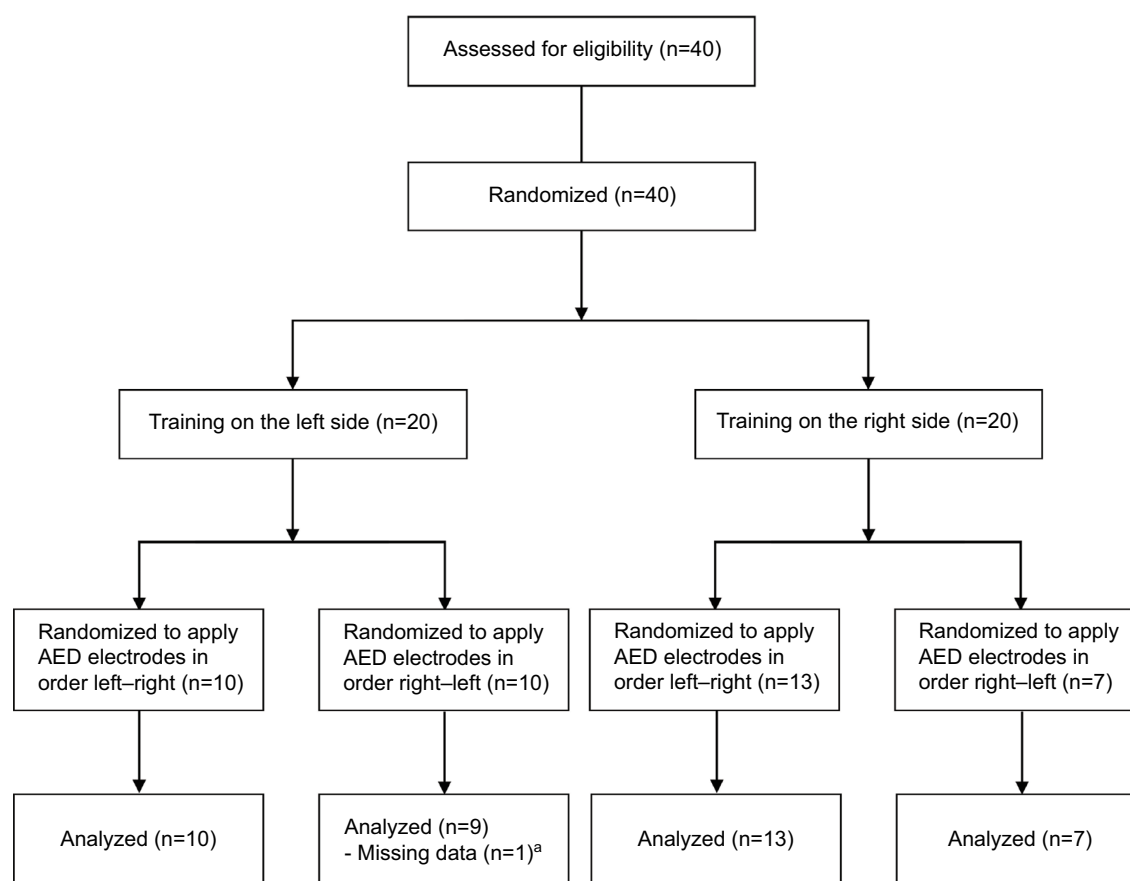 Assessed for eligibility (n=40)
Randomized (n=40)
Training on the left side (n=20)
Training on the right side (n=20)
Randomized to apply
AED electrodes in
order left–right (n=10)
Randomized to apply
AED electrodes in
order right–left (n=10)
Randomized to apply
AED electrodes in
order left–right (n=13)
Randomized to apply
AED electrodes in
order right–left (n=7)
Analyzed (n=10)
Analyzed (n=9)
- Missing data (n=1)ᵃ
Analyzed (n=13)
Analyzed (n=7)